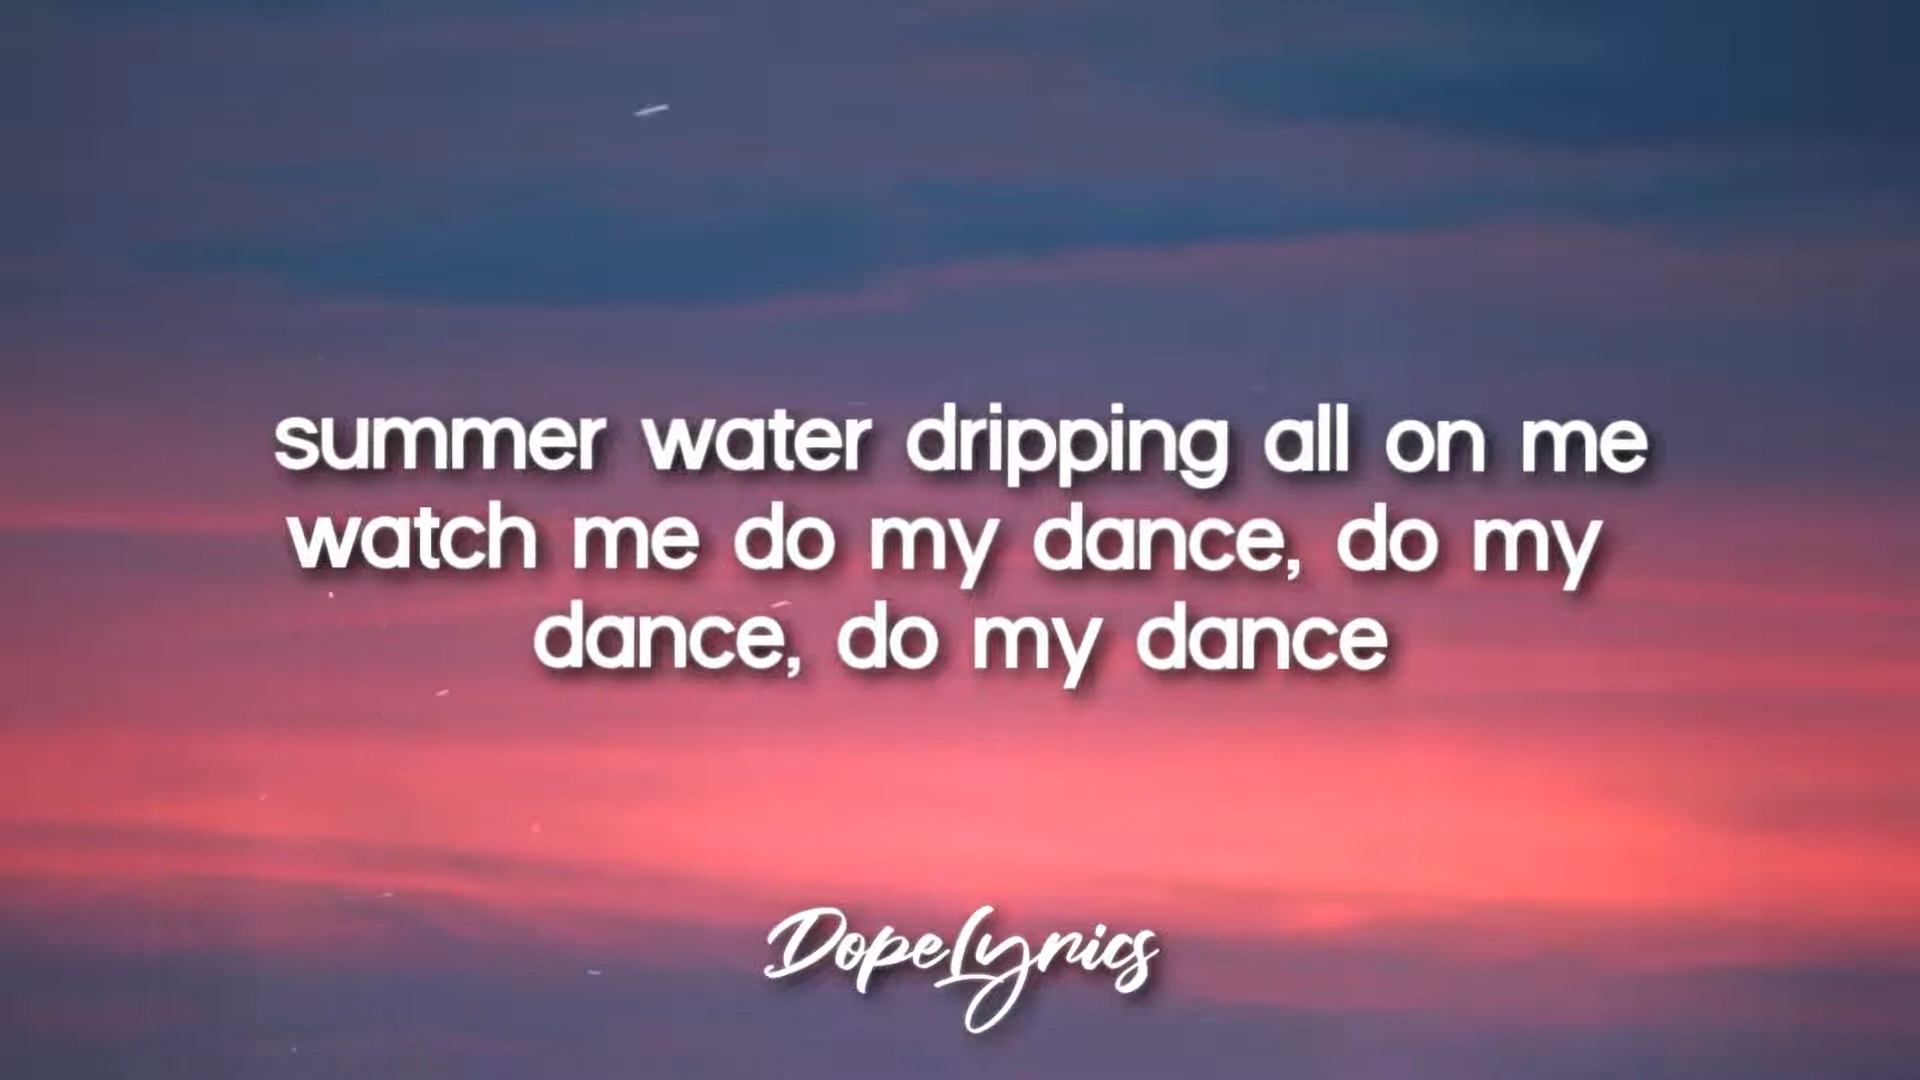 summer water dripping all on me
watch me do my dance, do my
dance, do my dance
DopeLyrics